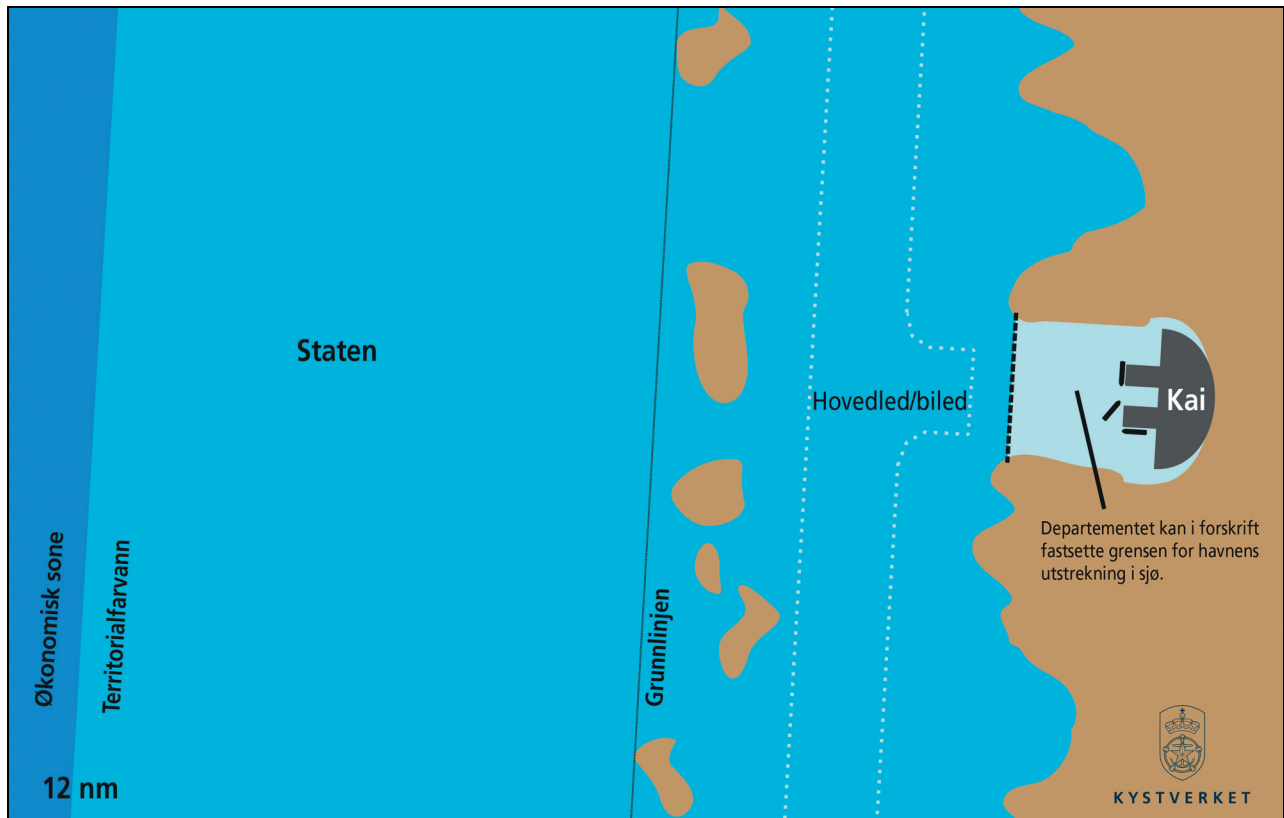 Staten
Hovedled/biled
Kai
Departementet kan i forskrift
fastsette grensen for havnens
utstrekning i sjø.
Økonomisk sone
Territorialfarvann
Grunnlinjen
12 nm
KYSTVERKET